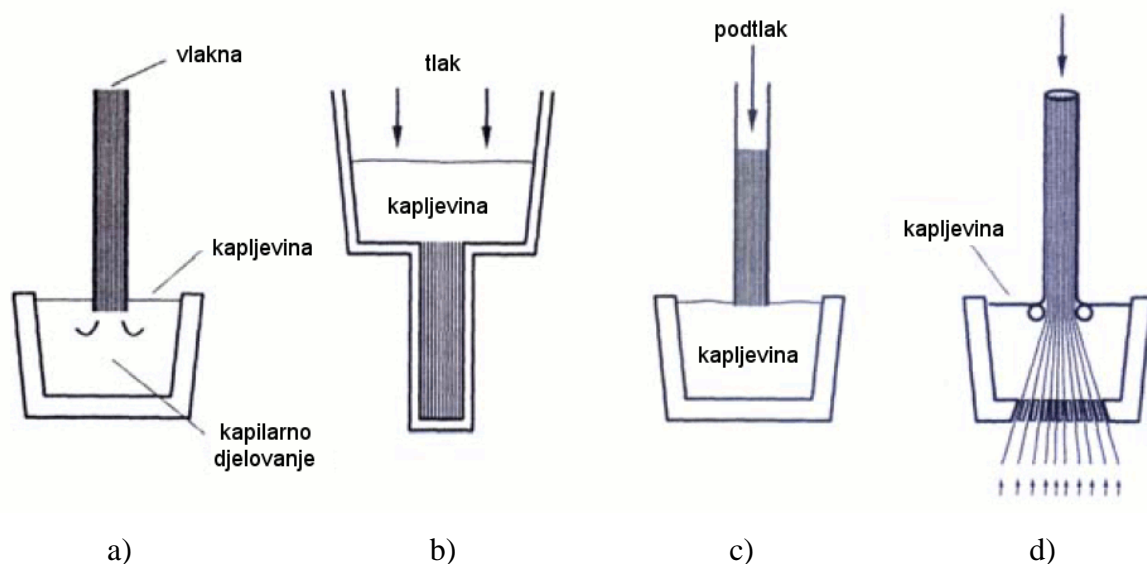 vlakna
kapljevina
kapilarno
djelovanje
tlak
kapljevina
podtlak
kapljevina
kapljevina
a) b) c) d)